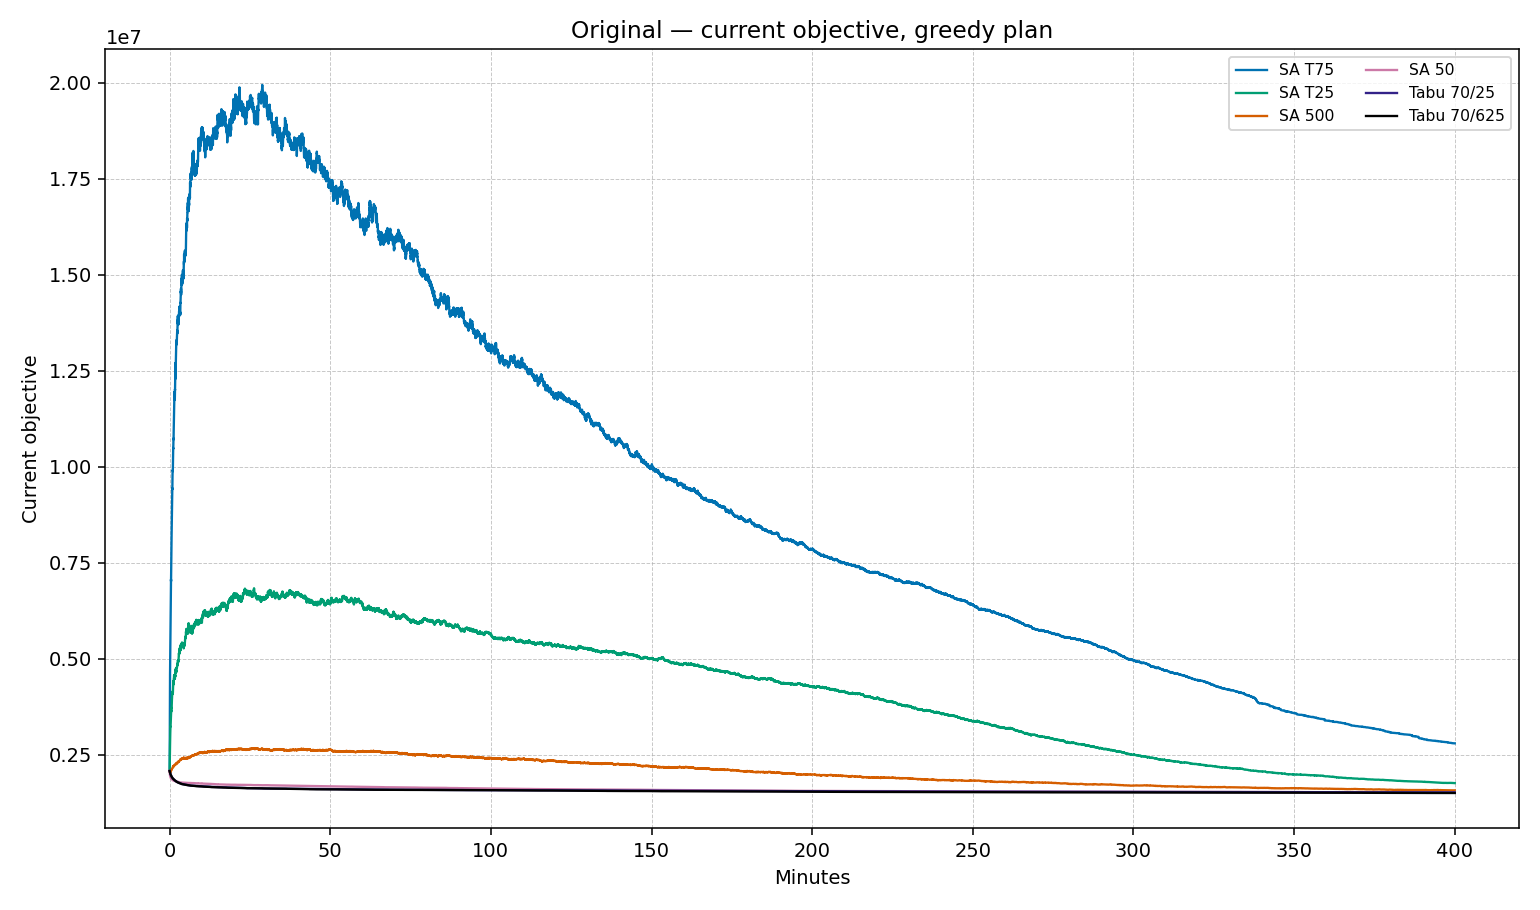 Original — current objective, greedy plan
1e7
SA T75
SA T25
SA 500
SA 50
Tabu 70/25
Tabu 70/625
2.00
1.75
1.50
1.25
1.00
0.75
0.50
0.25
Current objective
0 50 100 150 200 250 300 350 400
Minutes